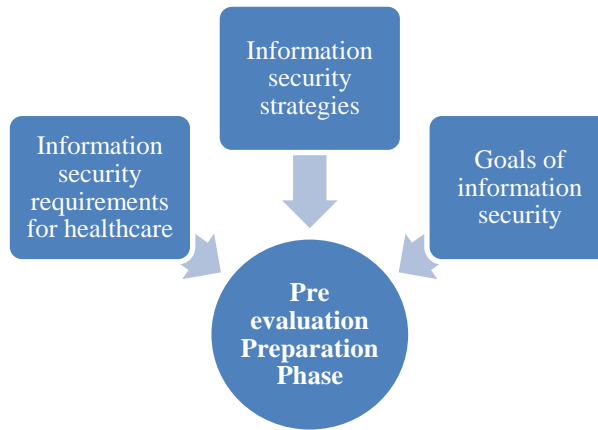 Information
security
strategies
Information
security
requirements
for healthcare
Goals of
information
security
Pre
evaluation
Preparation
Phase